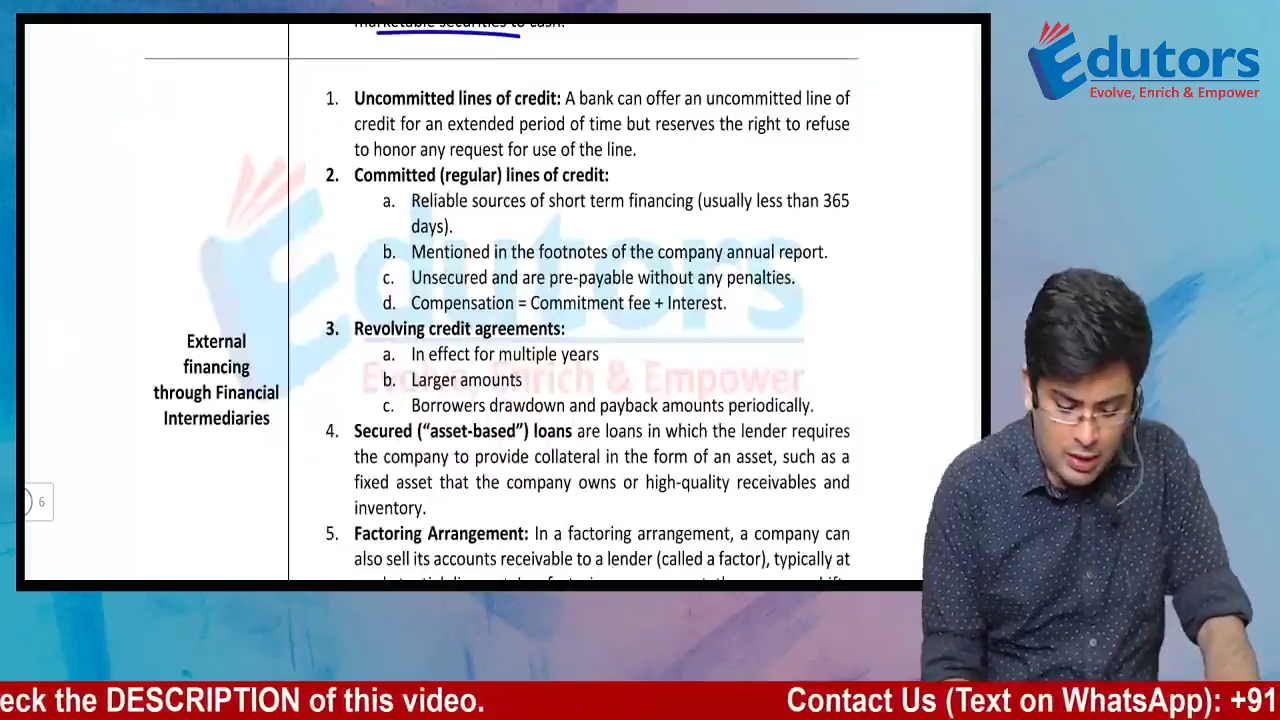 marketable securities to cash.
1. Uncommitted lines of credit: A bank can offer an uncommitted line of
credit for an extended period of time but reserves the right to refuse
to honor any request for use of the line.
2. Committed (regular) lines of credit:
a. Reliable sources of short term financing (usually less than 365
days).
b. Mentioned in the footnotes of the company annual report.
c. Unsecured and are pre-payable without any penalties.
d. Compensation = Commitment fee + Interest.
3. Revolving credit agreements:
a. In effect for multiple years
b. Larger amounts
c. Borrowers drawdown and payback amounts periodically.
4. Secured (“asset-based”) loans are loans in which the lender requires
the company to provide collateral in the form of an asset, such as a
fixed asset that the company owns or high-quality receivables and
inventory.
5. Factoring Arrangement: In a factoring arrangement, a company can
also sell its accounts receivable to a lender (called a factor), typically at
External
financing
through Financial
Intermediaries
6
Edutors
Evolve, Enrich & Empower
Edutors
Evolve, Enrich & Empower
eck the DESCRIPTION of this video.
Contact Us (Text on WhatsApp): +91